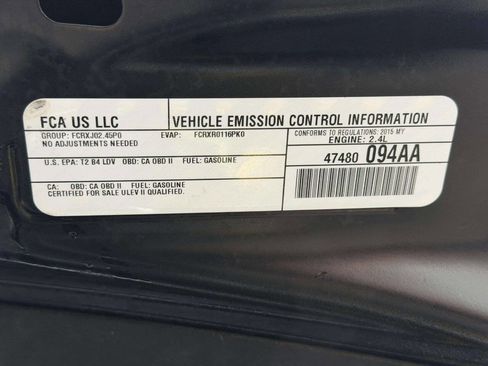 FCA US LLC VEHICLE EMISSION CONTROL INFORMATION
GROUP: FCRXJ02.45P0 EVAP: FCRXR0116PK0 CONFORMS TO REGULATIONS: 2015 MY
NO ADJUSTMENTS NEEDED ENGINE: 2.4L
U.S. EPA: T2 B4 LDV OBD: CA OBD II FUEL: GASOLINE 47480 094AA
CA: OBD: CA OBD II FUEL: GASOLINE
CERTIFIED FOR SALE ULEV II QUALIFIED.